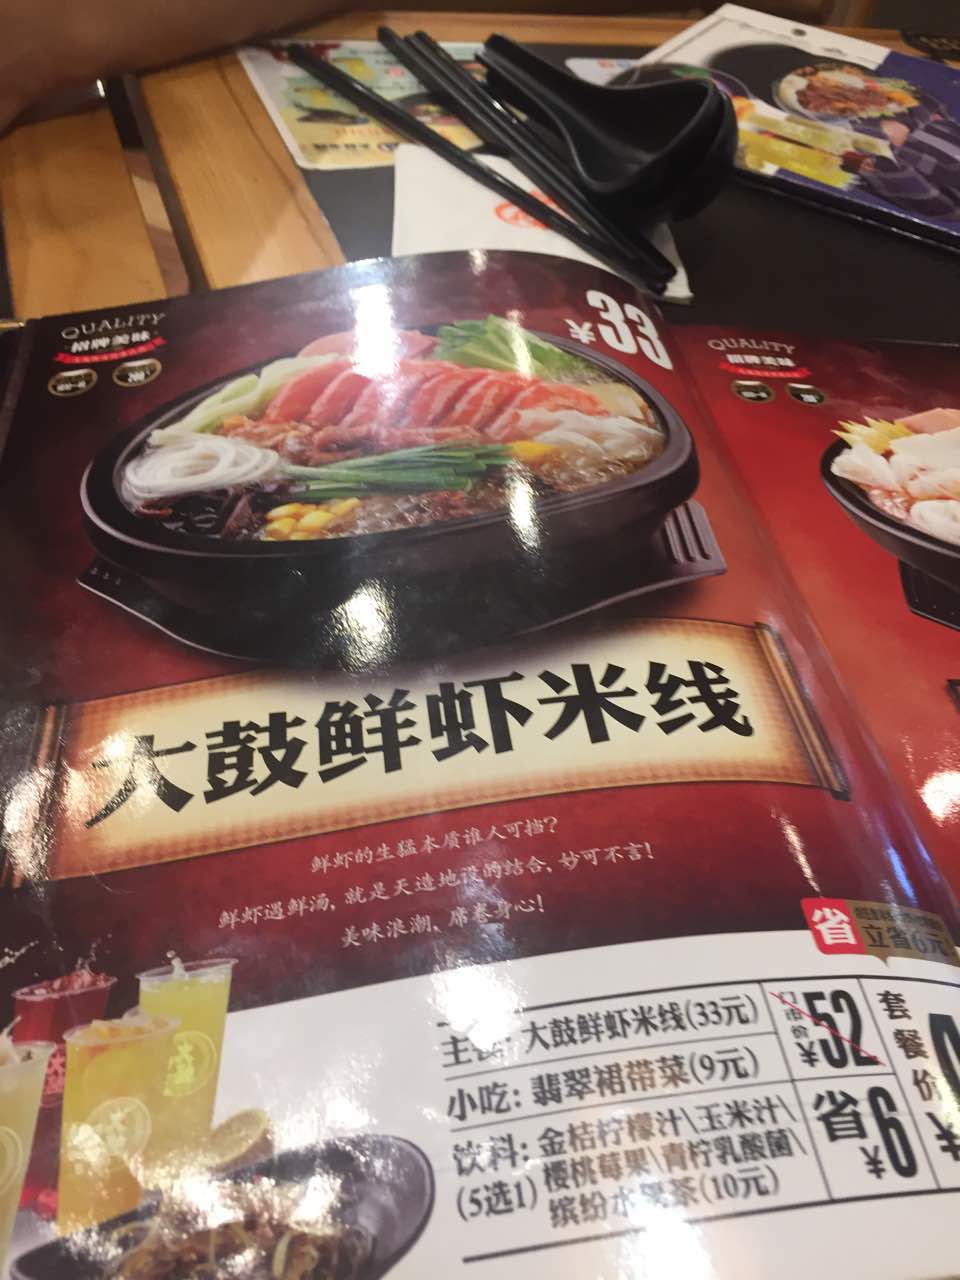 QUALITY
招牌美味
¥33
QUALITY
招牌美味
大鼓鲜虾米线
鲜虾的生猛本质谁人可挡?
鲜虾遇鲜汤,就是天造地设的结合,妙可不言!
美味浪潮,席卷身心!
省
立省6元
主食:大鼓鲜虾米线(33元)
小吃:翡翠裙带菜(9元)
饮料:金桔柠檬汁\玉米汁\
(5选1)樱桃莓果\青柠乳酸菌\
缤纷水果茶(10元)
门市价
¥52
省
¥6
套餐价
¥